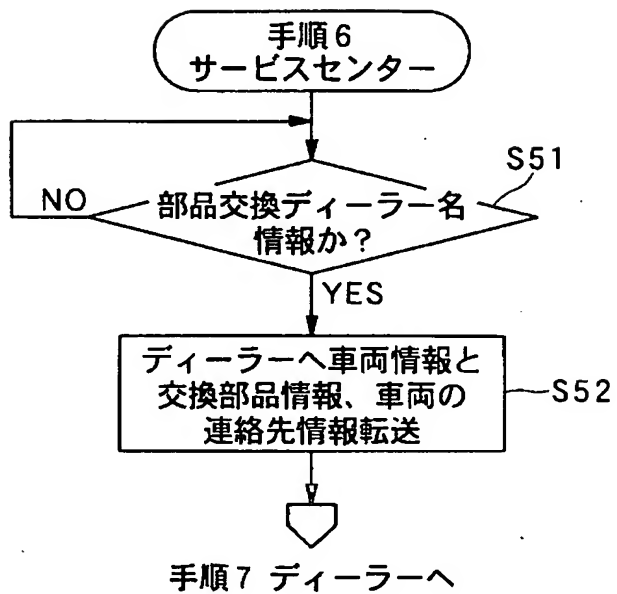 手順6
サービスセンター
S51
NO
部品交換ディーラー名
情報か？
YES
ディーラーへ車両情報と
交換部品情報、車両の
連絡先情報転送
S52
手順7 ディーラーへ